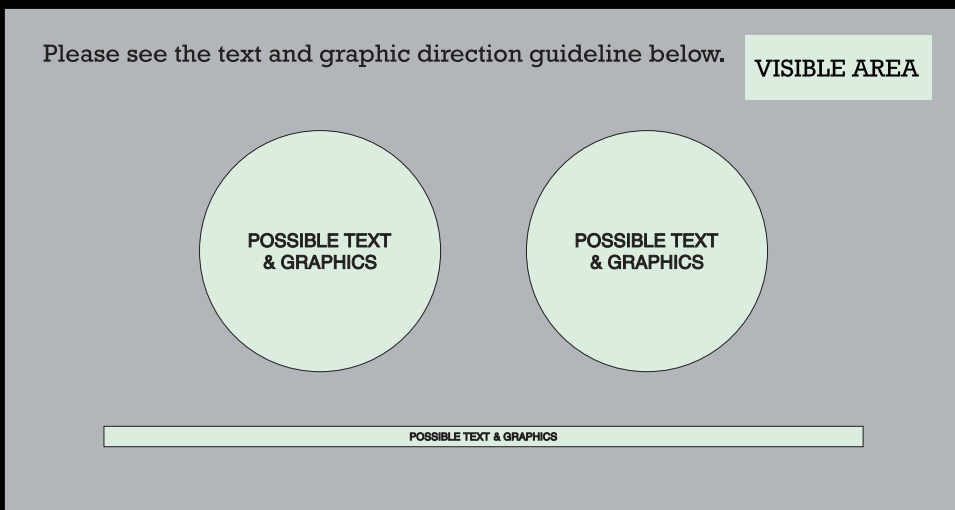 Please see the text and graphic direction guideline below.
VISIBLE AREA
POSSIBLE TEXT
& GRAPHICS
POSSIBLE TEXT
& GRAPHICS
POSSIBLE TEXT & GRAPHICS